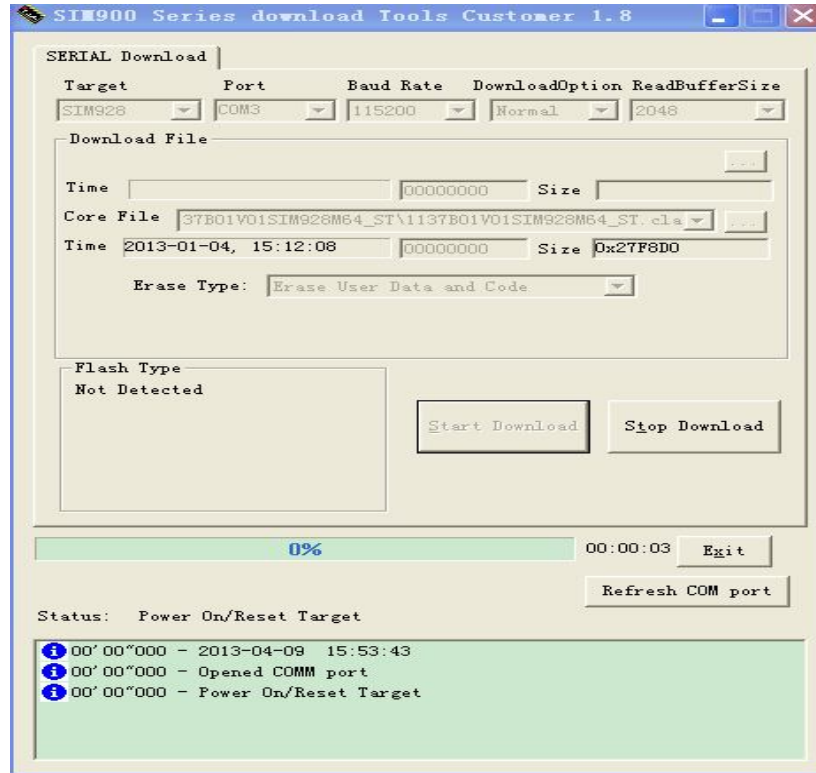 SIM900 Series download Tools Customer 1.8
SERIAL Download
Target Port Baud Rate DownloadOption ReadBufferSize
SIM928 COM3 115200 Normal 2048
Download File
...
Time 00000000 Size
Core File 37B01V01SIM928M64_ST\1137B01V01SIM928M64_ST.cla ...
Time 2013-01-04, 15:12:08 00000000 Size 0x27F8D0
Erase Type: Erase User Data and Code
Flash Type
Not Detected
Start Download Stop Download
0% 00:00:03 Exit
Refresh COM port
Status: Power On/Reset Target
00'00"000 - 2013-04-09 15:53:43
00'00"000 - Opened COMM port
00'00"000 - Power On/Reset Target